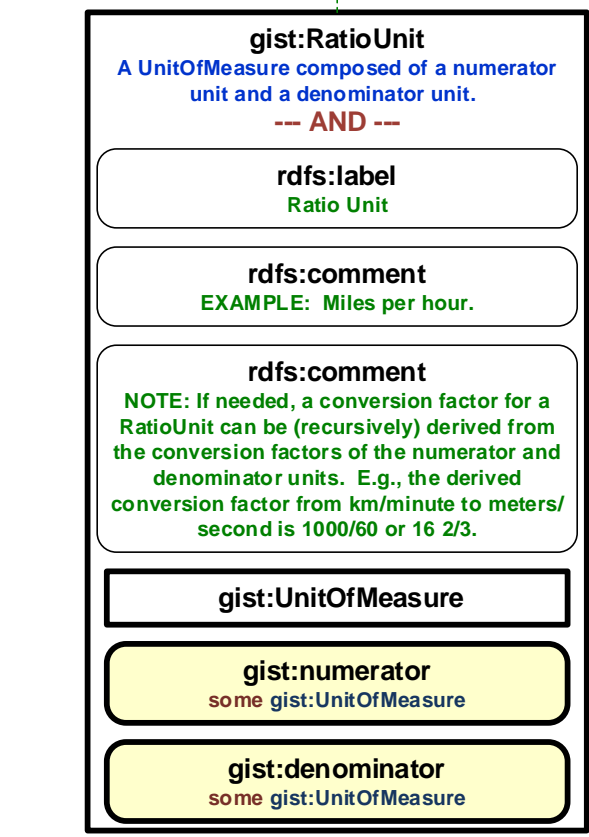 gist:RatioUnit
A UnitOfMeasure composed of a numerator
unit and a denominator unit.
--- AND ---
rdfs:label
Ratio Unit
rdfs:comment
EXAMPLE:  Miles per hour.
rdfs:comment
NOTE: If needed, a conversion factor for a
RatioUnit can be (recursively) derived from
the conversion factors of the numerator and
denominator units.  E.g., the derived
conversion factor from km/minute to meters/
second is 1000/60 or 16 2/3.
gist:UnitOfMeasure
gist:numerator
some gist:UnitOfMeasure
gist:denominator
some gist:UnitOfMeasure